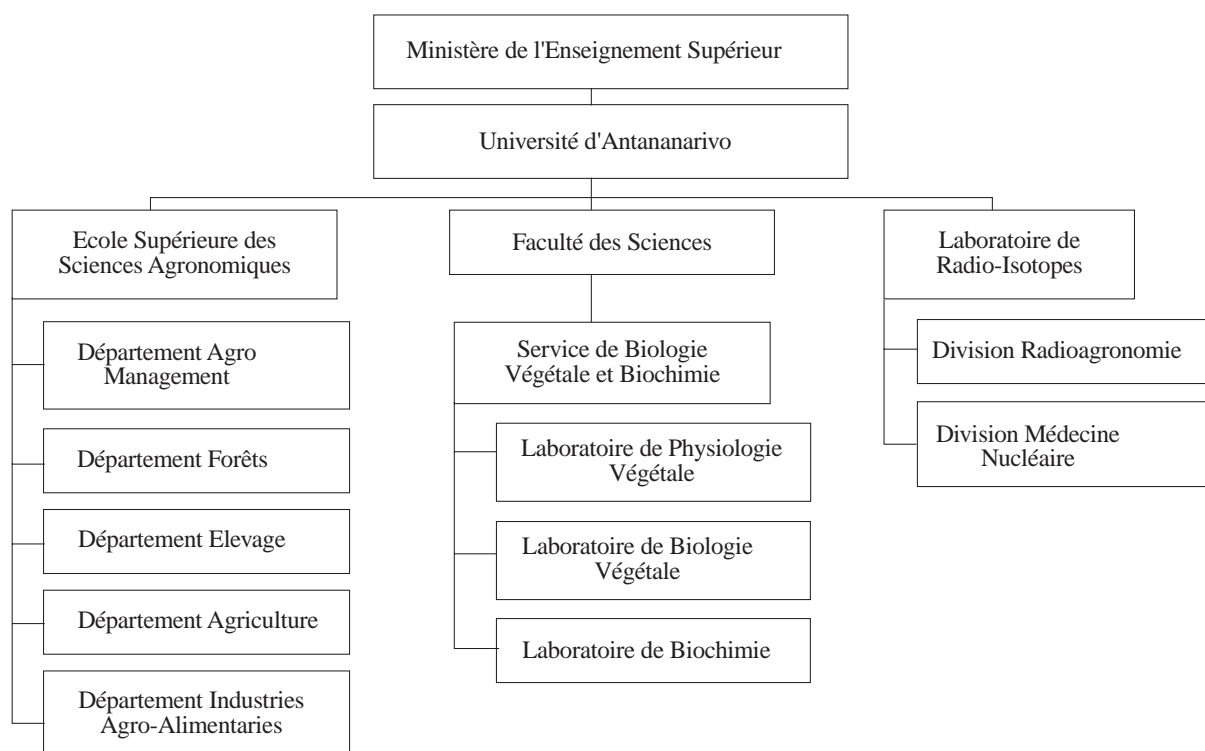 Ministère de l'Enseignement Supérieur
Université d'Antananarivo
Ecole Supérieure des
Sciences Agronomiques
Département Agro
Management
Département Forêts
Département Elevage
Département Agriculture
Département Industries
Agro-Alimentaries
Faculté des Sciences
Service de Biologie
Végétale et Biochimie
Laboratoire de Physiologie
Végétale
Laboratoire de Biologie
Végétale
Laboratoire de Biochimie
Laboratoire de
Radio-Isotopes
Division Radioagronomie
Division Médecine
Nucléaire